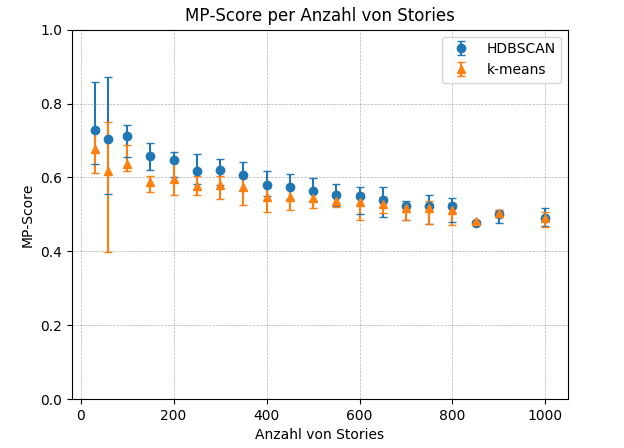 MP-Score per Anzahl von Stories
HDBSCAN
k-means
MP-Score
1.0
0.8
0.6
0.4
0.2
0.0
0 200 400 600 800 1000
Anzahl von Stories